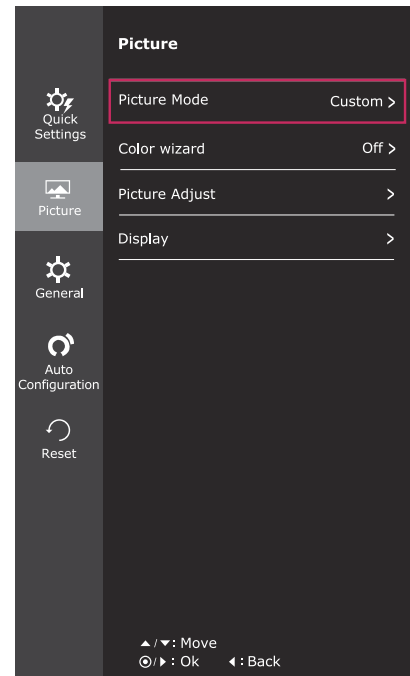 Picture
Quick
Settings
Picture
General
Auto
Configuration
Reset
Picture Mode Custom >
Color wizard Off >
Picture Adjust >
Display >
▲/▼: Move
◉/▶ : Ok ◀ : Back